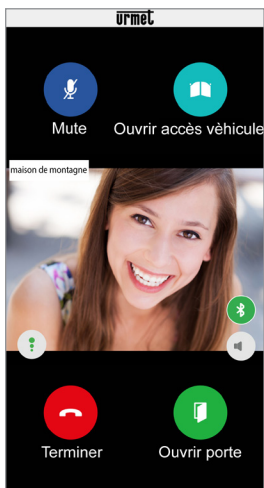 urmet
Mute
Ouvrir accès vèhicule
maison de montagne
Terminer
Ouvrir porte